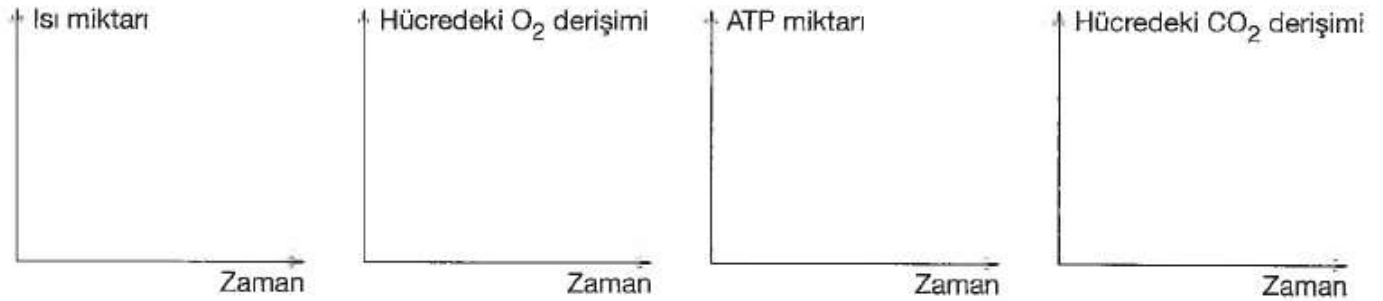 Isı miktarı
Hücredeki O₂ derişimi
ATP miktarı
Hücredeki CO₂ derişimi
Zaman
Zaman
Zaman
Zaman